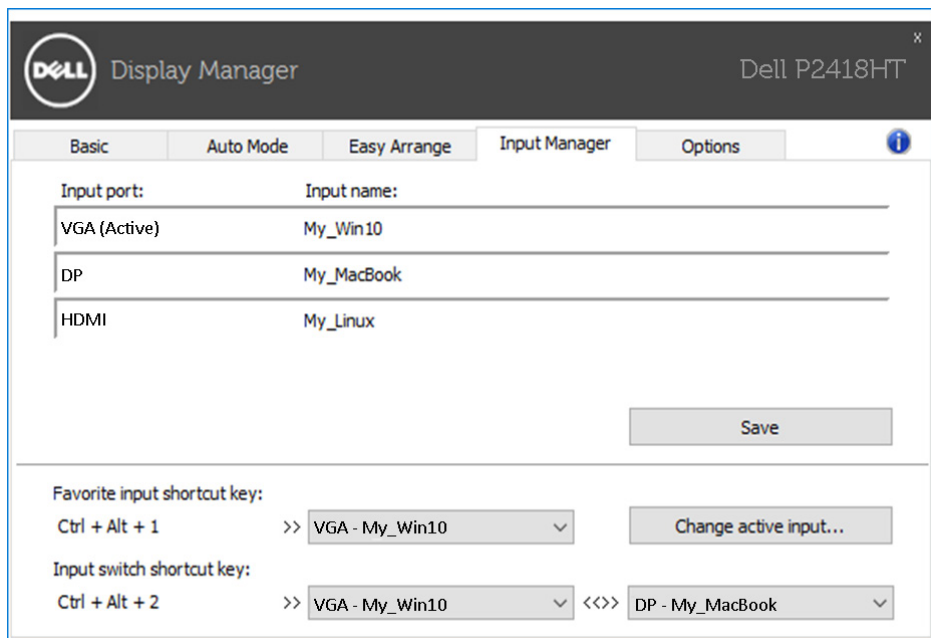 x
DELL Display Manager Dell P2418HT
Basic Auto Mode Easy Arrange Input Manager Options i
Input port: Input name:
VGA (Active) My_Win10
DP My_MacBook
HDMI My_Linux
Save
Favorite input shortcut key:
Ctrl + Alt + 1 >> VGA - My_Win10 Change active input...
Input switch shortcut key:
Ctrl + Alt + 2 >> VGA - My_Win10 <<>> DP - My_MacBook